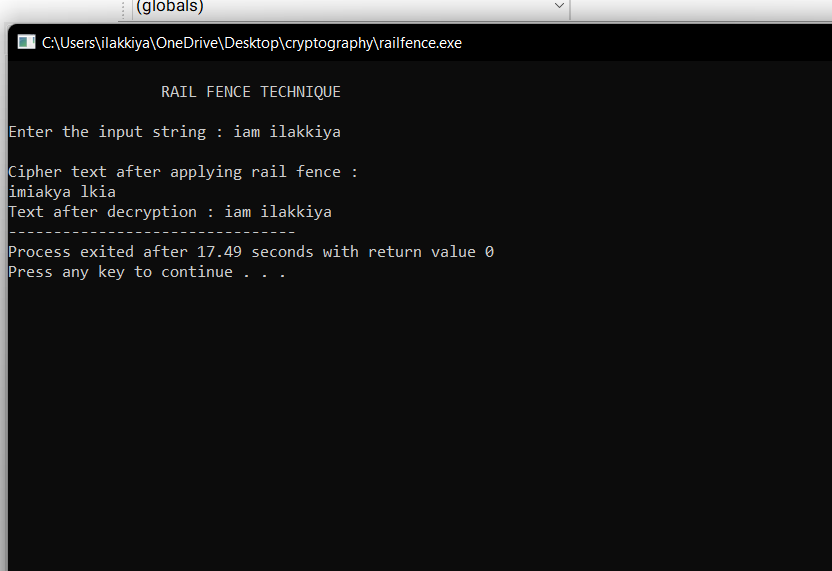 (globals)
C:\Users\ilakkiya\OneDrive\Desktop\cryptography\railfence.exe
RAIL FENCE TECHNIQUE
Enter the input string : iam ilakkiya
Cipher text after applying rail fence :
imiakya lkia
Text after decryption : iam ilakkiya
--------------------------------
Process exited after 17.49 seconds with return value 0
Press any key to continue . . .